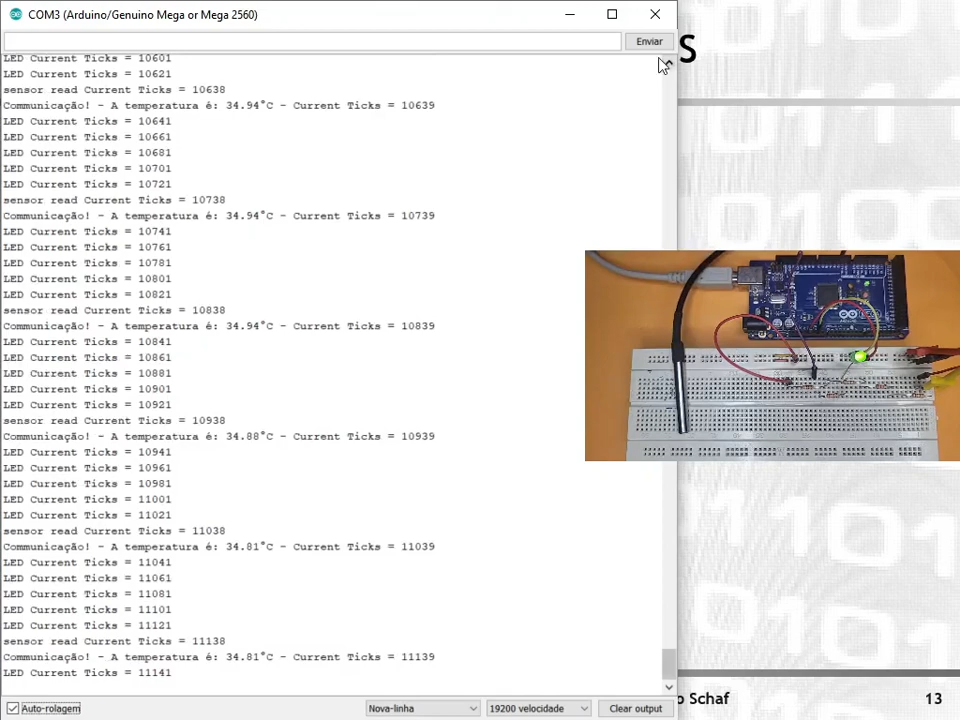 COM3 (Arduino/Genuino Mega or Mega 2560)
Enviar
s
LED Current Ticks = 10601
LED Current Ticks = 10621
sensor read Current Ticks = 10638
Communicação! - A temperatura é: 34.94°C - Current Ticks = 10639
LED Current Ticks = 10641
LED Current Ticks = 10661
LED Current Ticks = 10681
LED Current Ticks = 10701
LED Current Ticks = 10721
sensor read Current Ticks = 10738
Communicação! - A temperatura é: 34.94°C - Current Ticks = 10739
LED Current Ticks = 10741
LED Current Ticks = 10761
LED Current Ticks = 10781
LED Current Ticks = 10801
LED Current Ticks = 10821
sensor read Current Ticks = 10838
Communicação! - A temperatura é: 34.94°C - Current Ticks = 10839
LED Current Ticks = 10841
LED Current Ticks = 10861
LED Current Ticks = 10881
LED Current Ticks = 10901
LED Current Ticks = 10921
sensor read Current Ticks = 10938
Communicação! - A temperatura é: 34.88°C - Current Ticks = 10939
LED Current Ticks = 10941
LED Current Ticks = 10961
LED Current Ticks = 10981
LED Current Ticks = 11001
LED Current Ticks = 11021
sensor read Current Ticks = 11038
Communicação! - A temperatura é: 34.81°C - Current Ticks = 11039
LED Current Ticks = 11041
LED Current Ticks = 11061
LED Current Ticks = 11081
LED Current Ticks = 11101
LED Current Ticks = 11121
sensor read Current Ticks = 11138
Communicação! - A temperatura é: 34.81°C - Current Ticks = 11139
LED Current Ticks = 11141
Auto-rolagem
Nova-linha
19200 velocidade
Clear output
o Schaf
13